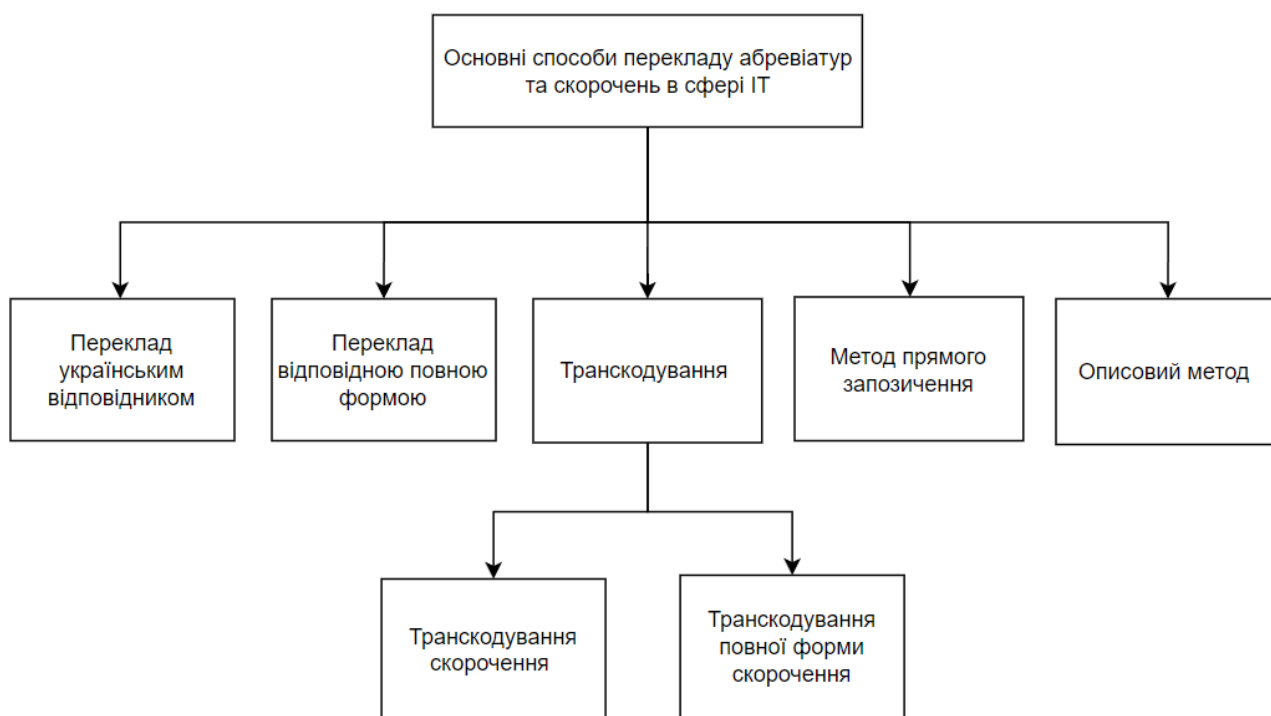 Основні способи перекладу абревіатур
та скорочень в сфері ІТ
Переклад
українським
відповідником
Переклад
відповідною повною
формою
Транскодування
Метод прямого
запозичення
Описовий метод
Транскодування
скорочення
Транскодування
повної форми
скорочення